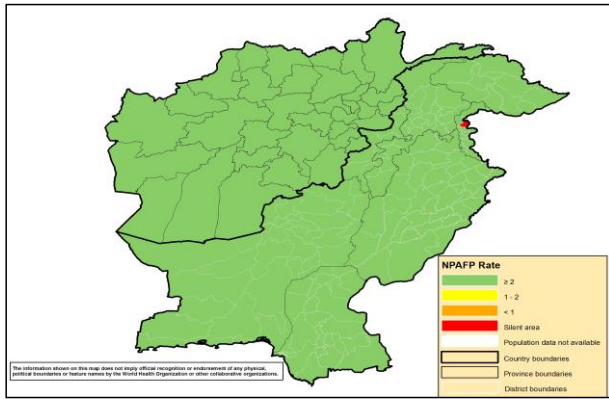 NPAFP Rate
≥ 2
1 - 2
< 1
Silent area
Population data not available
Country boundaries
Province boundaries
District boundaries
The information shown on this map does not imply official recognition or endorsement of any physical,
political boundaries or feature names by the World Health Organization or other collaborative organizations.